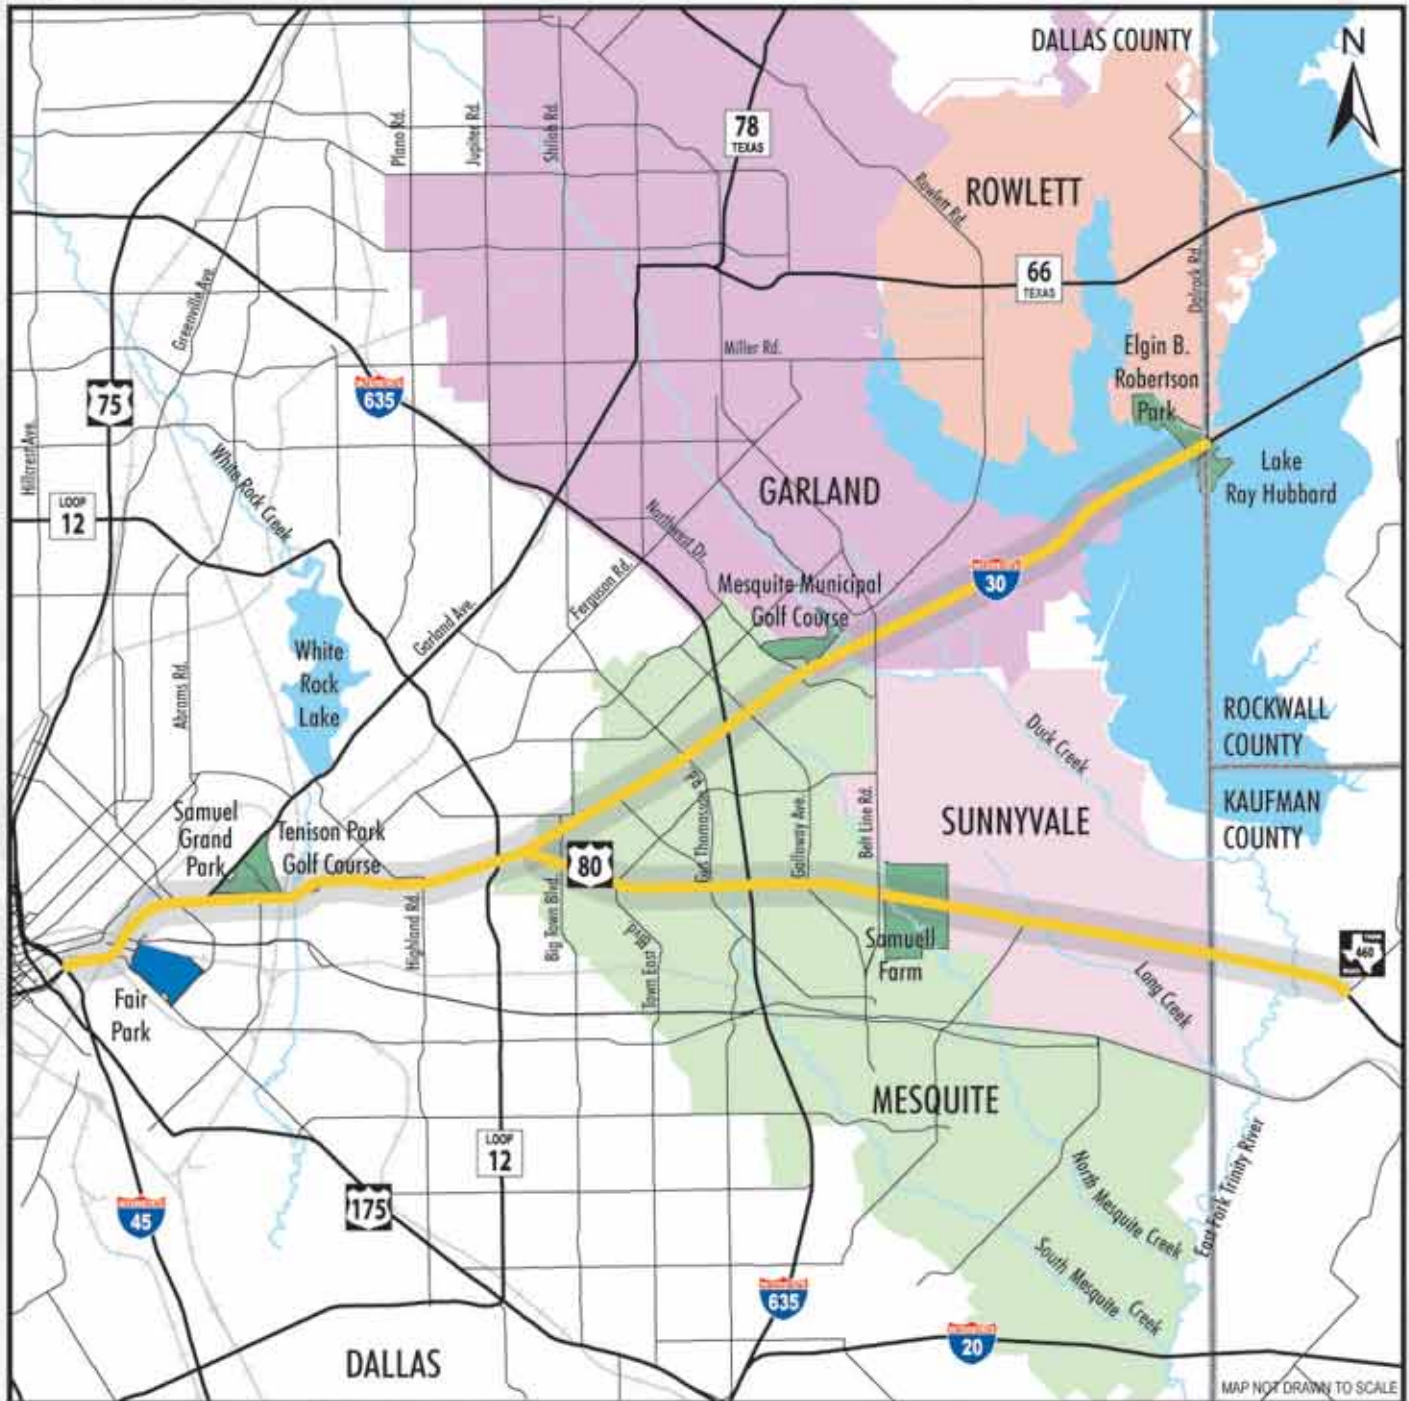 DALLAS COUNTY
N
78
TEXAS
Plano Rd.
Jupiter Rd.
Shiloh Rd.
Rowlett Rd.
ROWLETT
66
TEXAS
Dalrock Rd.
Greenville Ave.
Miller Rd.
Elgin B.
Robertson
Park
75
635
Hillcrest Ave.
White Rock Creek
LOOP
12
GARLAND
Lake
Ray Hubbard
Northwest Dr.
Ferguson Rd.
Garland Ave.
Mesquite Municipal
Golf Course
30
White
Rock
Lake
Abrams Rd.
Duck Creek
ROCKWALL
COUNTY
KAUFMAN
COUNTY
SUNNYVALE
Samuel
Grand
Park
Tenison Park
Golf Course
80
Gus Thomasson
Rd.
Galloway Ave.
Belt Line Rd.
Highland Rd.
Big Town Blvd.
Town East
Blvd
Samuell
Farm
Long Creek
460
Fair
Park
MESQUITE
LOOP
12
175
45
North Mesquite Creek
South Mesquite Creek
East Fork Trinity River
635
20
DALLAS
MAP NOT DRAWN TO SCALE